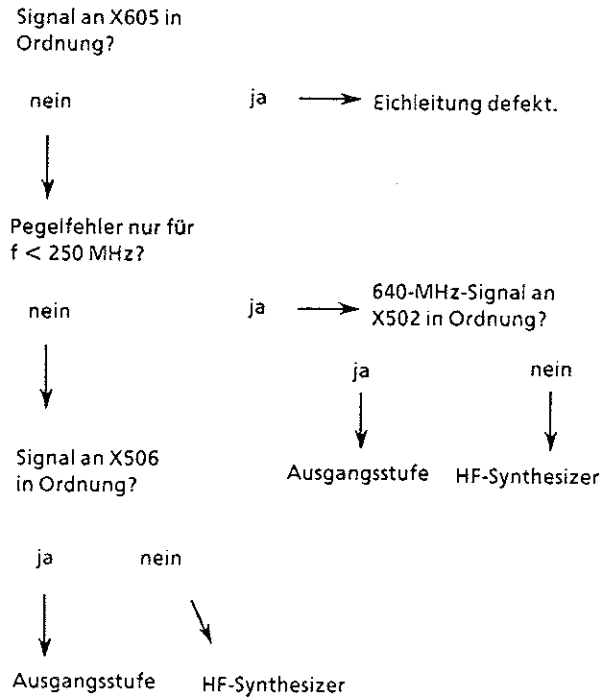 Signal an X605 in
Ordnung?
nein
ja
Eichleitung defekt.
Pegelfehler nur für
f < 250 MHz?
nein
ja
640-MHz-Signal an
X502 in Ordnung?
ja
nein
Ausgangsstufe
HF-Synthesizer
Signal an X506
in Ordnung?
ja
nein
Ausgangsstufe
HF-Synthesizer